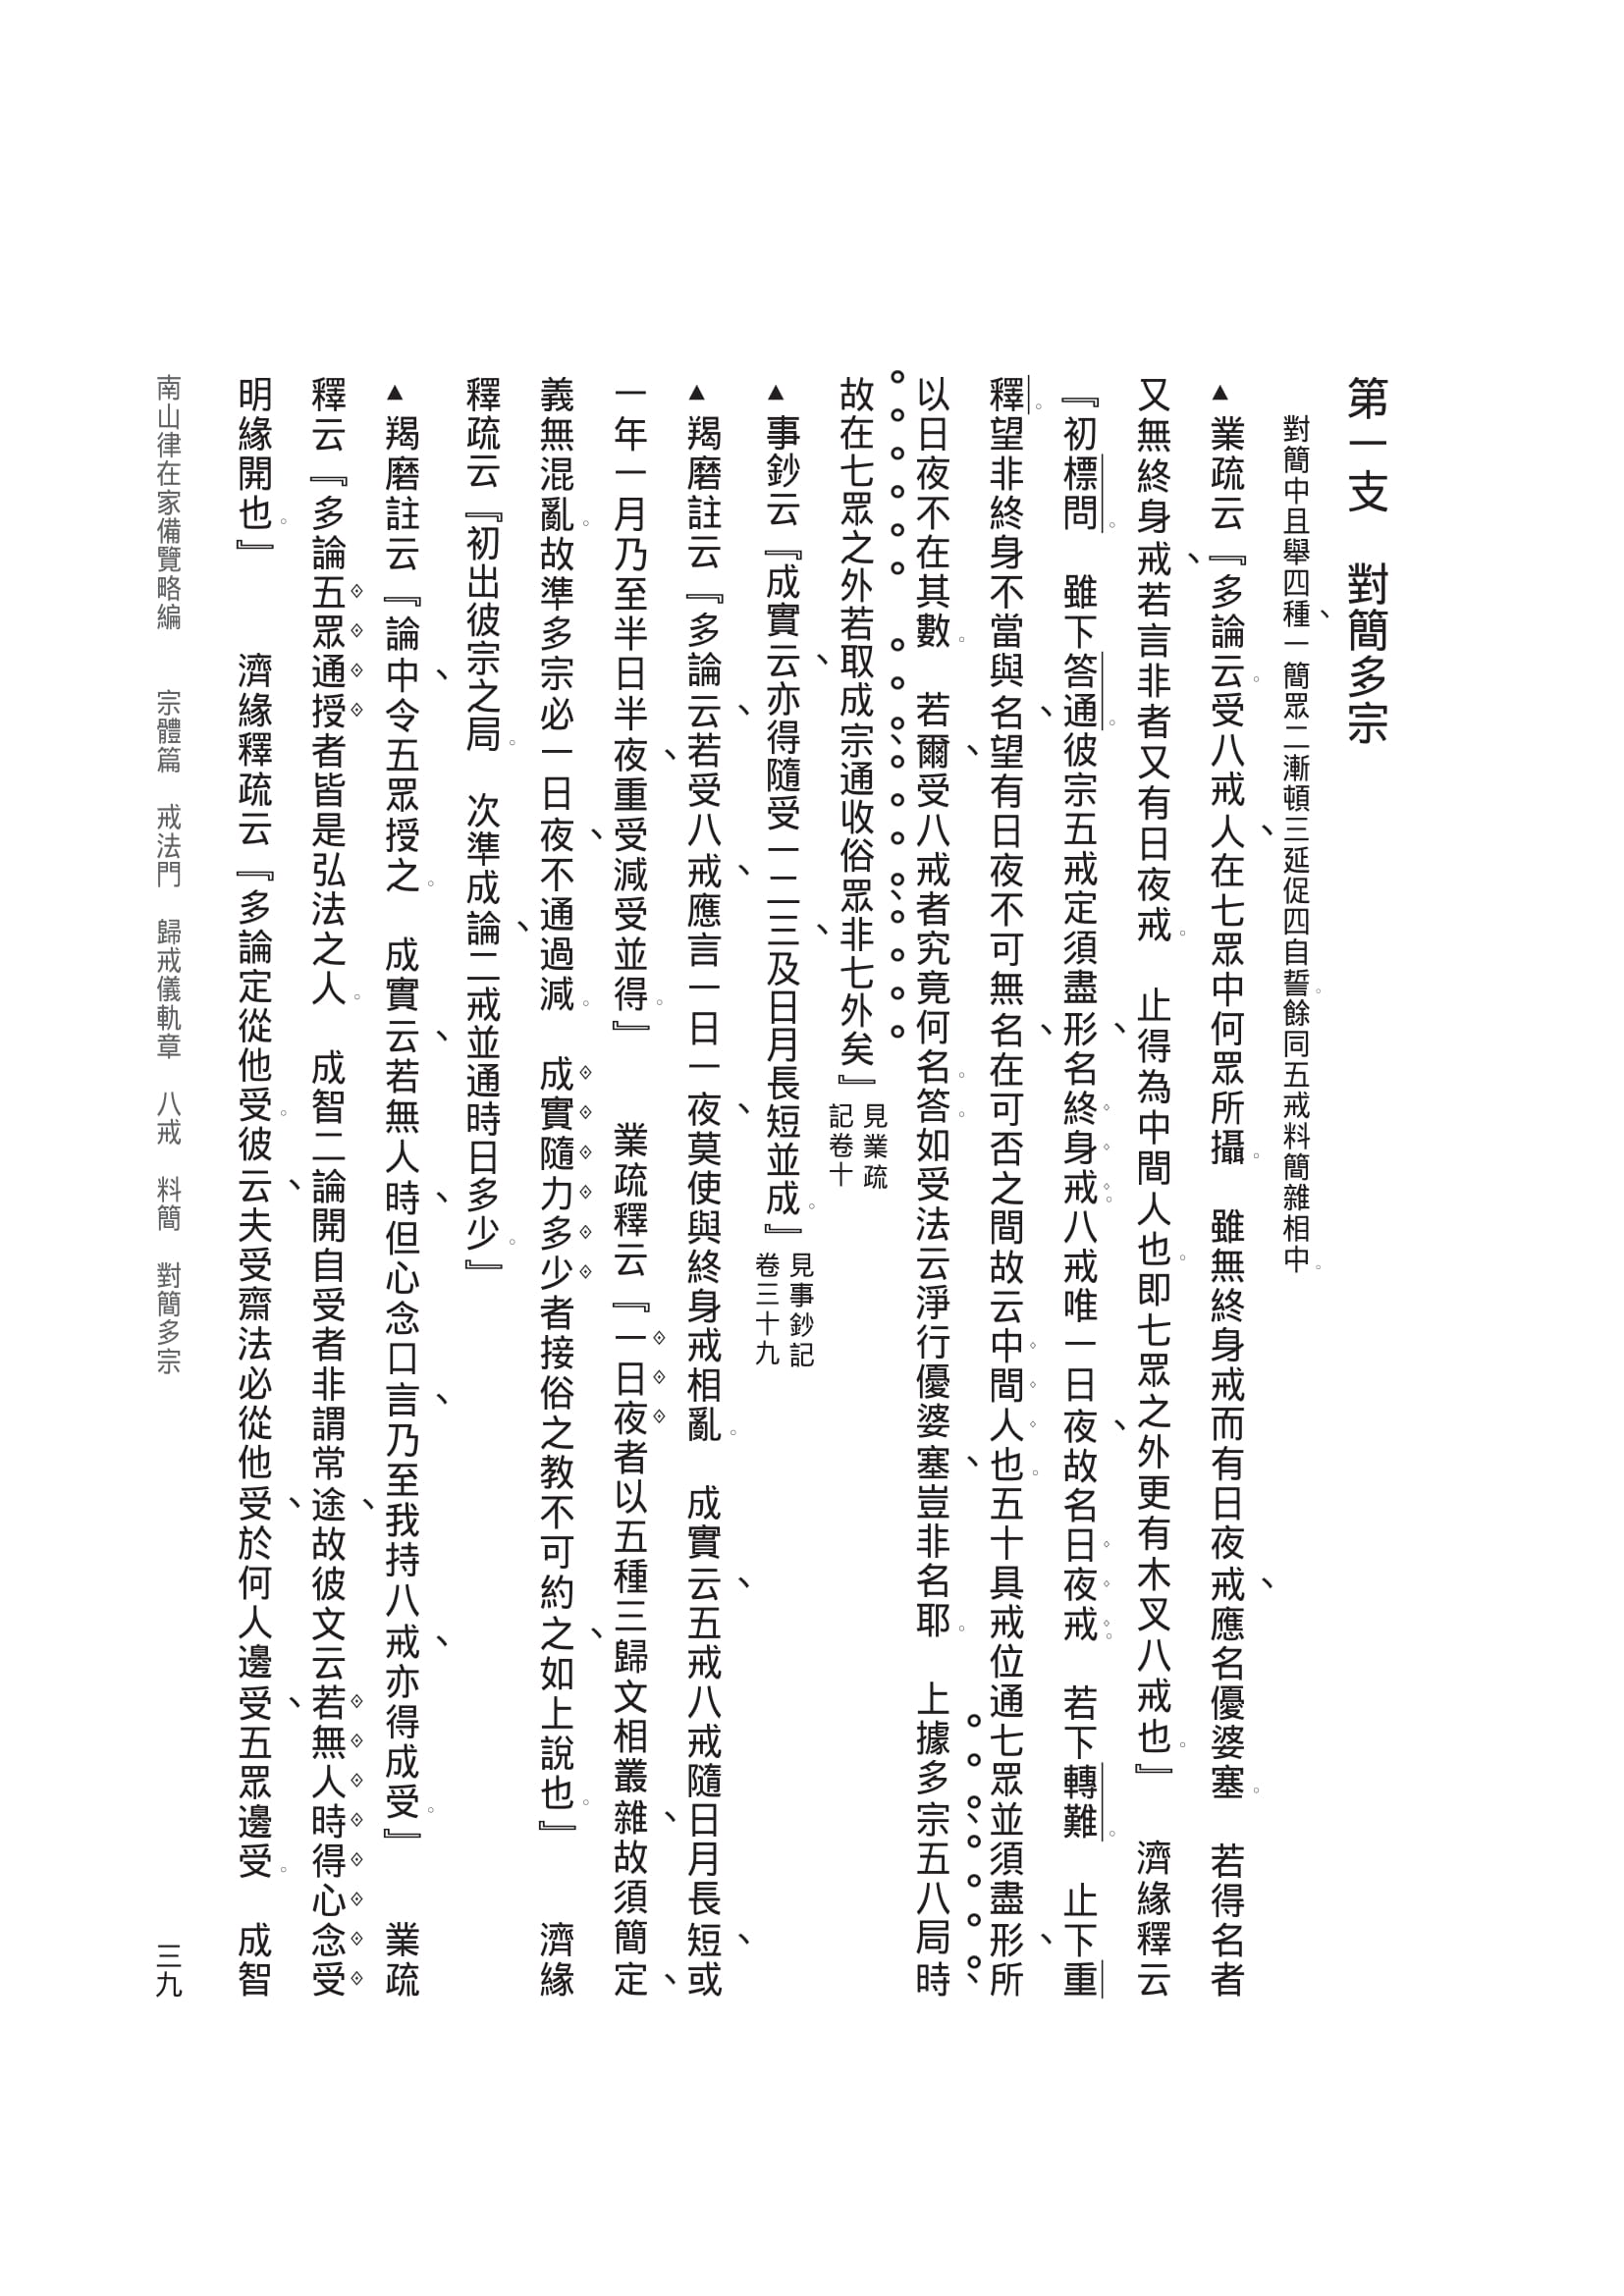 第一支　對簡多宗
對簡中且舉四種、一簡眾二漸頓三延促四自誓。餘同五戒料簡雜相中。
▲業疏云『多論云。受八戒人、在七眾中何眾所攝。　雖無終身戒而有日夜戒、應名優婆塞。　若得名者
又無終身戒、若言非者又有日夜戒。　止得為中間人也。即七眾之外更有木叉八戒也。』　濟緣釋云
『初標問。　雖下答通。彼宗五戒定須盡形、名終身戒。八戒唯一日夜、故名日夜戒。　若下轉難。　止下重
釋。望非終身不當與名、望有日夜不可無名、在可否之間故云中間人也。五十具戒位通七眾並須盡形、所
以日夜不在其數。　若爾、受八戒者究竟何名。答。如受法云淨行優婆塞、豈非名耶。　上據多宗、五八局時、
故在七眾之外若取成宗、通收俗眾、非七外矣』見業疏記卷十
▲事鈔云『成實云、亦得隨受一二三、及日月長短並成。』見事鈔記卷三十九
▲羯磨註云『多論云、若受八戒、應言一日一夜、莫使與終身戒相亂。　成實云、五戒八戒隨日月長短、或
一年一月乃至半日半夜、重受減受並得。』　業疏釋云『一日夜者以五種三歸文相叢雜、故須簡定、
義無混亂。故準多宗必一日夜、不通過減。　成實隨力多少者接俗之教不可約之、如上說也。』　濟緣
釋疏云『初出彼宗之局。　次準成論、二戒並通時日多少。』
▲羯磨註云『論中、令五眾授之。　成實云、若無人時、但心念口言、乃至我持八戒、亦得成受。』　業疏
釋云『多論五眾通授者皆是弘法之人。　成智二論開自受者非謂常途、故彼文云若無人時得心念受
明緣開也。』　濟緣釋疏云『多論定從他受。彼云、夫受齋法必從他受、於何人邊受、五眾邊受。　成智
南山律在家備覽略編　宗體篇　戒法門　歸戒儀軌章　八戒　料簡　對簡多宗　三九